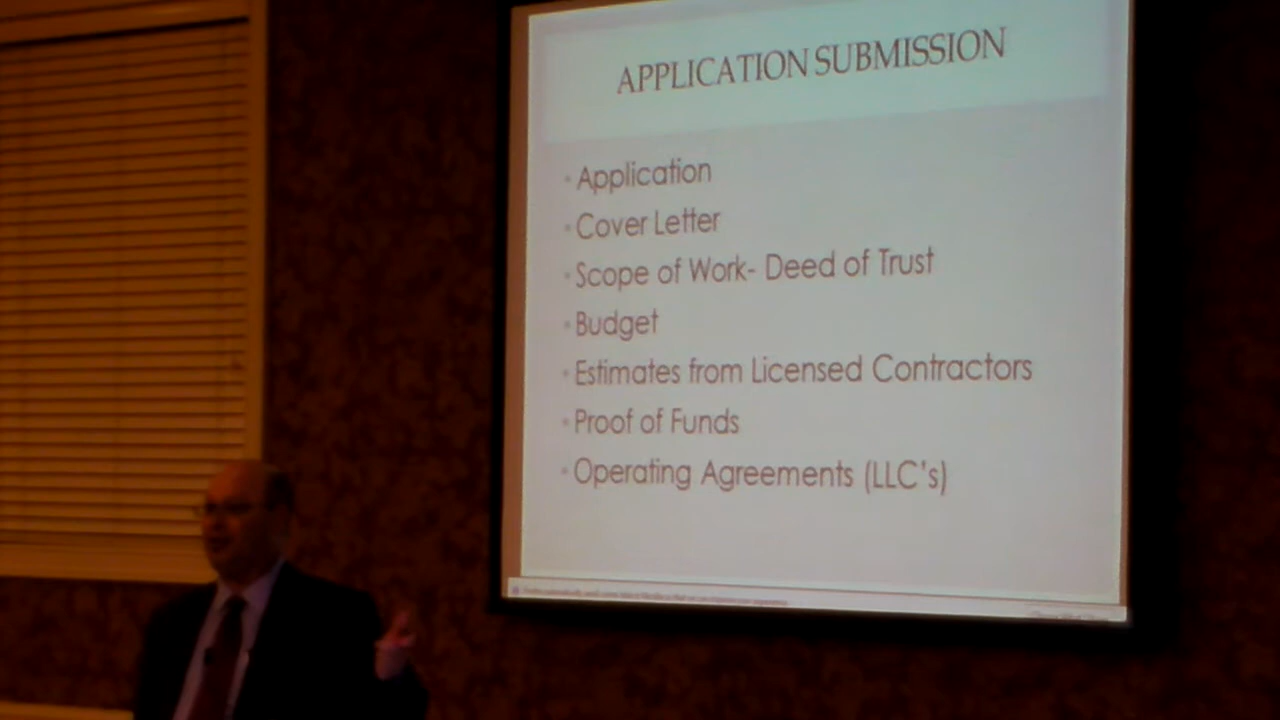 APPLICATION SUBMISSION
• Application
• Cover Letter
• Scope of Work- Deed of Trust
• Budget
• Estimates from Licensed Contractors
• Proof of Funds
• Operating Agreements (LLC's)